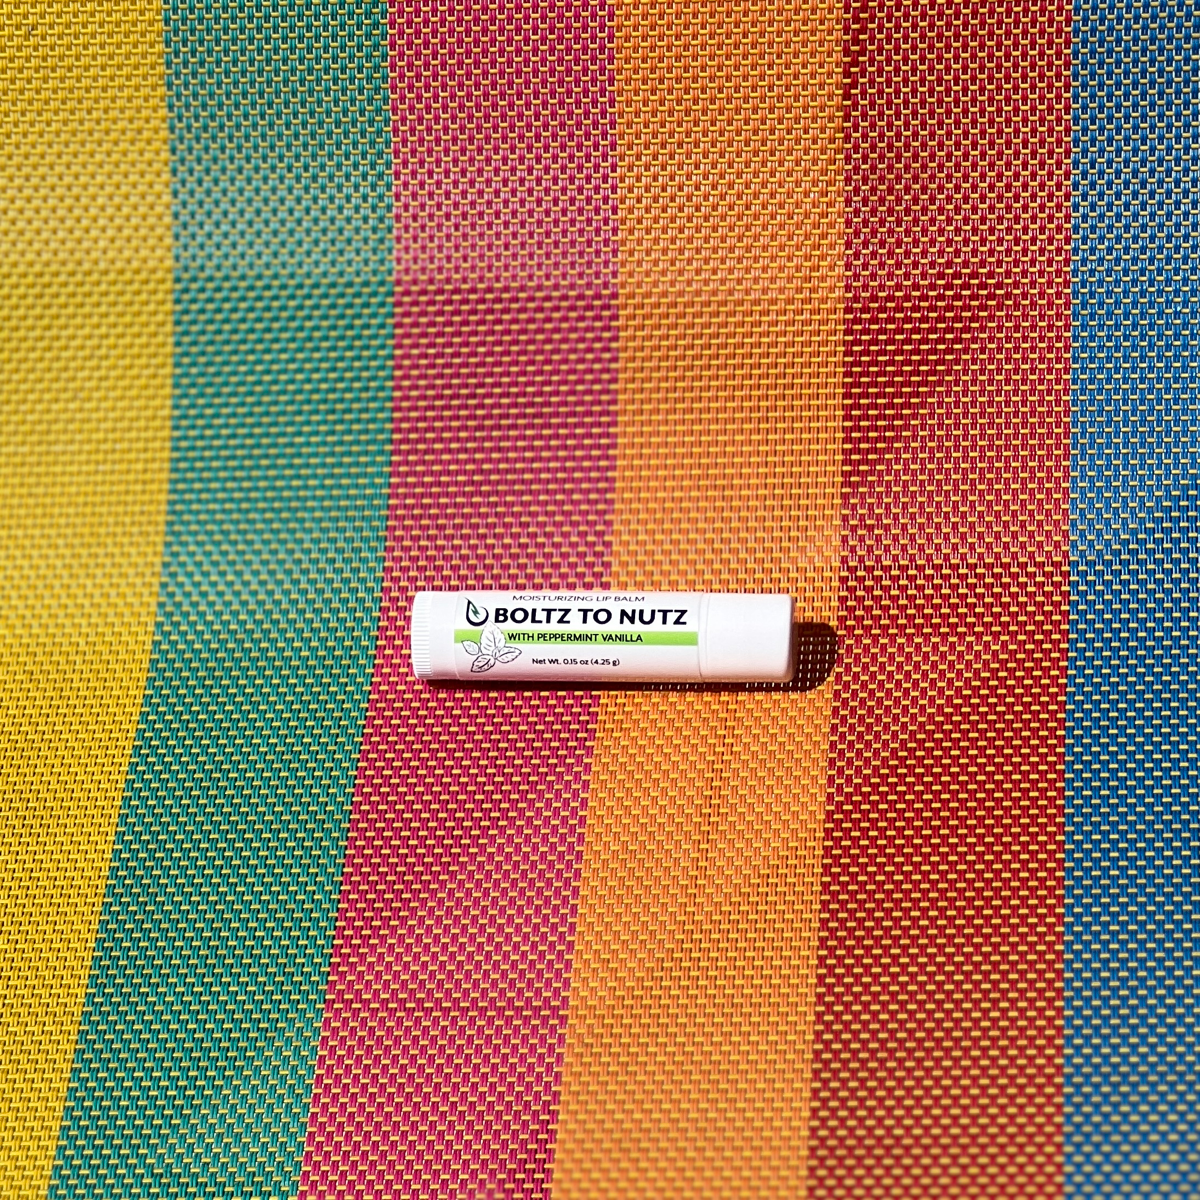 MOISTURIZING LIP BALM
BOLTZ TO NUTZ
WITH PEPPERMINT VANILLA
Net Wt. 0.15 oz (4.25 g)